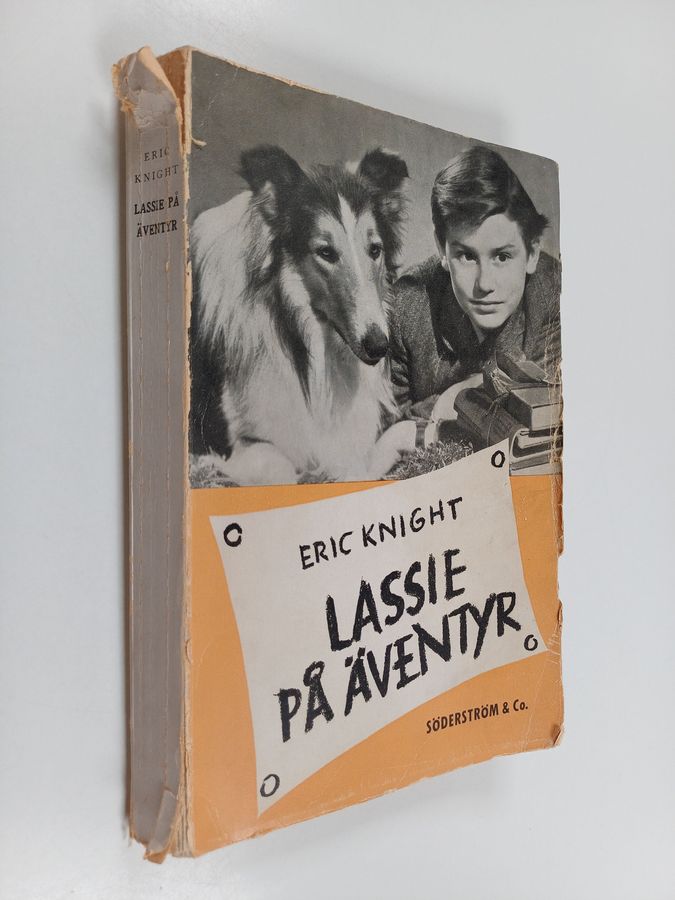 ERIC
KNIGHT
LASSIE PÅ
ÄVENTYR
ERIC KNIGHT
LASSIE
PÅ ÄVENTYR
SÖDERSTRÖM & Co.